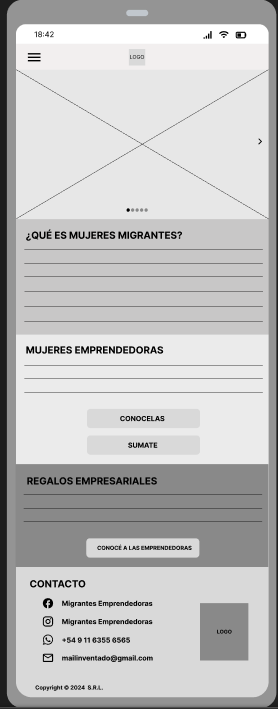 18:42
LOGO
¿QUÉ ES MUJERES MIGRANTES?
MUJERES EMPRENDEDORAS
CONOCELAS
SUMATE
REGALOS EMPRESARIALES
CONOCÉ A LAS EMPRENDEDORAS
CONTACTO
Migrantes Emprendedoras
Migrantes Emprendedoras
+54 9 11 6355 6565
mailinventado@gmail.com
LOGO
Copyright © 2024 S.R.L.